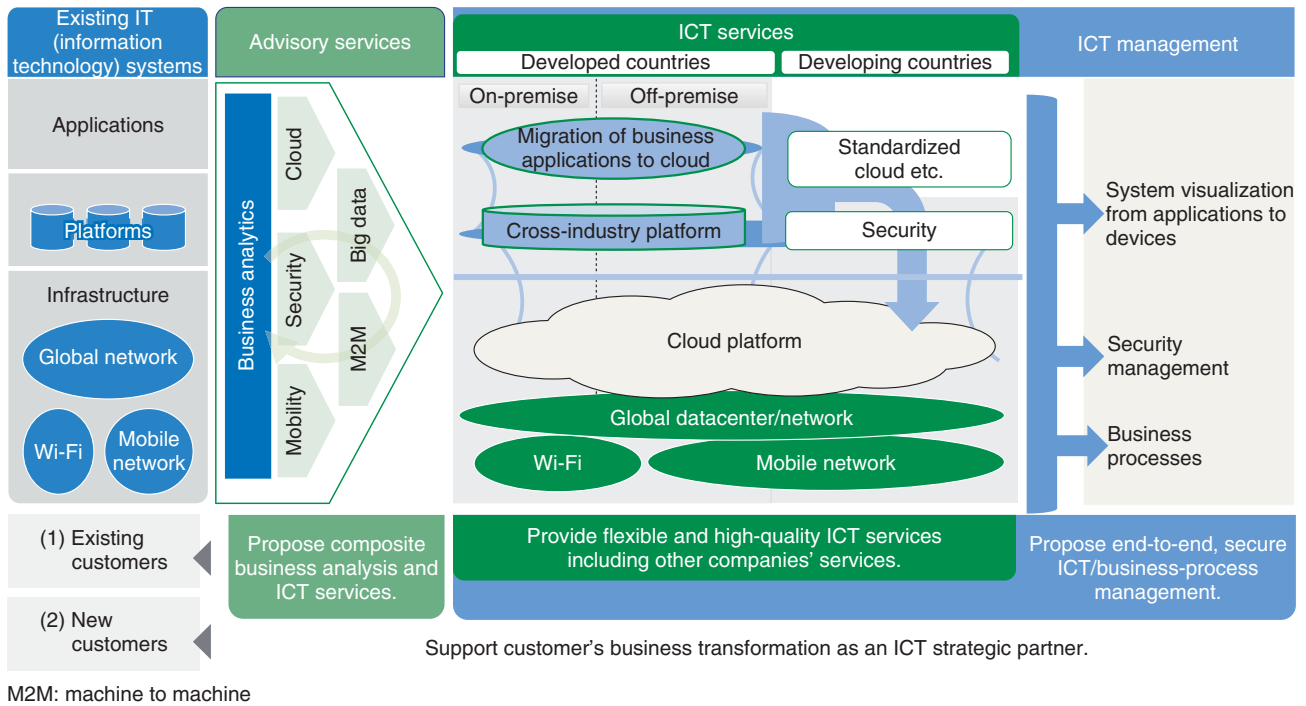 Existing IT
(information
technology) systems
Advisory services
ICT services
Developed countries
Developing countries
ICT management
Applications
Platforms
Infrastructure
Global network
Wi-Fi
Mobile
network
Business analytics
Cloud
Security
Mobility
Big data
M2M
On-premise
Off-premise
Migration of business
applications to cloud
Cross-industry platform
Standardized
cloud etc.
Security
Cloud platform
Global datacenter/network
Wi-Fi
Mobile network
System visualization
from applications to
devices
Security
management
Business
processes
(1) Existing
customers
(2) New
customers
Propose composite
business analysis and
ICT services.
Provide flexible and high-quality ICT services
including other companies’ services.
Propose end-to-end, secure
ICT/business-process
management.
Support customer’s business transformation as an ICT strategic partner.
M2M: machine to machine